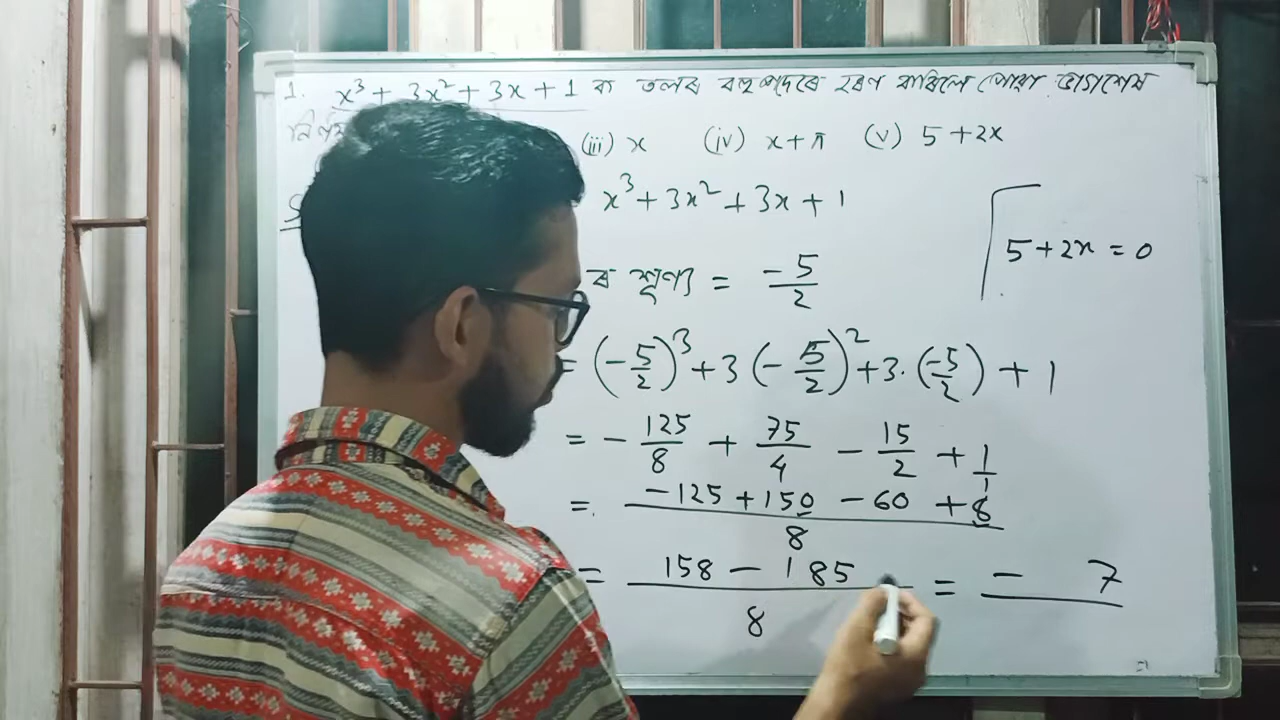 1. x³ + 3x² + 3x + 1 ক তলৰ বহুপদেৰে হৰণ কৰিলে পোৱা ভাগশেষ
(iii) x (iv) x + π (v) 5 + 2x
x³ + 3x² + 3x + 1
5 + 2x = 0
ৰ শূণ্য = -5/2
= (-5/2)³ + 3(-5/2)² + 3·(-5/2) + 1
= - 125/8 + 75/4 - 15/2 + 1/1
= (-125 + 150 - 60 + 8)/8
= (158 - 185)/8 = - 7